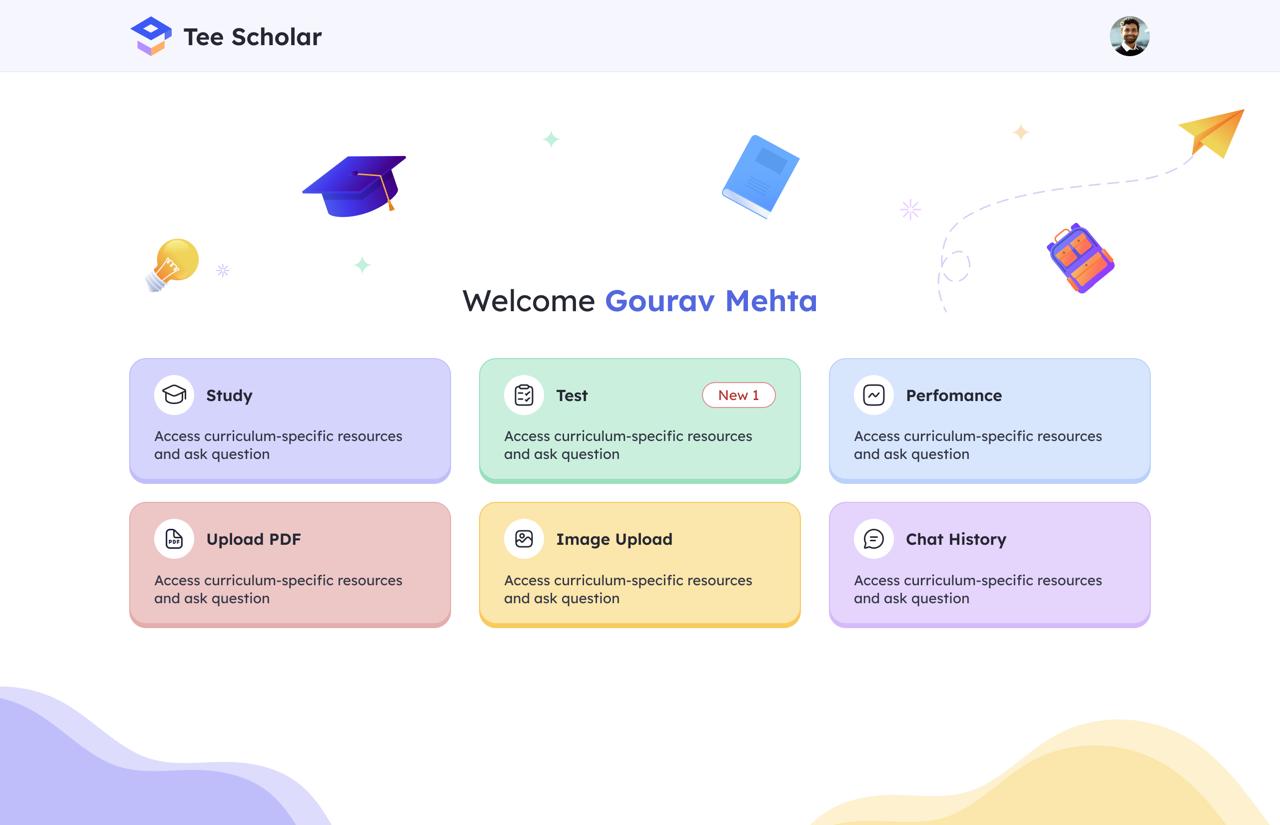 Tee Scholar
Welcome Gourav Mehta
Study
Access curriculum-specific resources
and ask question
Test
New 1
Access curriculum-specific resources
and ask question
Perfomance
Access curriculum-specific resources
and ask question
PDF
Upload PDF
Access curriculum-specific resources
and ask question
Image Upload
Access curriculum-specific resources
and ask question
Chat History
Access curriculum-specific resources
and ask question